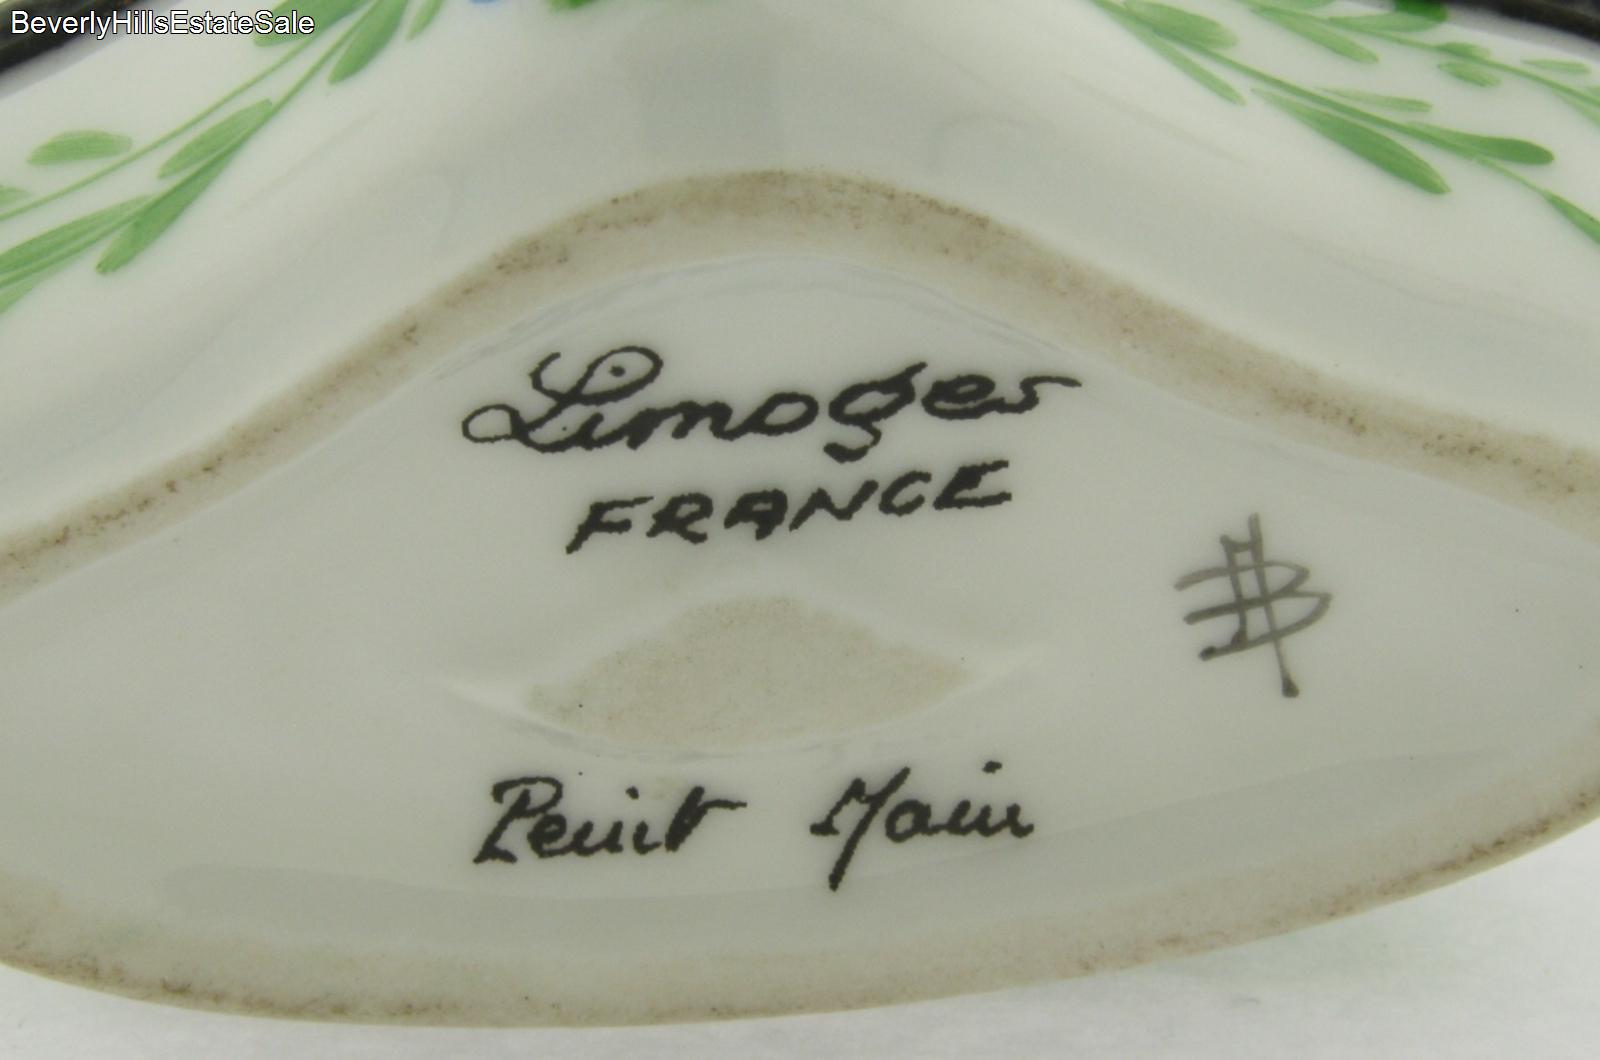 BeverlyHillsEstateSale
Limoges
FRANCE
Peint Main